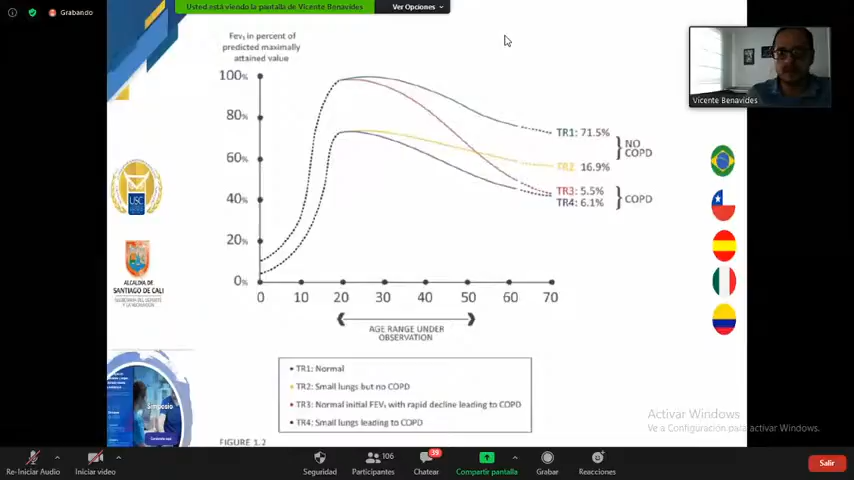 Grabando
Usted está viendo la pantalla de Vicente Benavides
Ver Opciones
FeV₁ in percent of
predicted maximally
attained value
100%
80%
60%
40%
20%
0%
0 10 20 30 40 50 60 70
AGE RANGE UNDER
OBSERVATION
TR1: 71.5%
TR2 16.9%
NO
COPD
TR3: 5.5%
TR4: 6.1%
COPD
TR1: Normal
TR2: Small lungs but no COPD
TR3: Normal initial FEV₁ with rapid decline leading to COPD
TR4: Small lungs leading to COPD
FIGURE 1.2
Vicente Benavides
USC
ALCALDÍA DE
SANTIAGO DE CALI
Simposio
Activar Windows
Ve a Configuración para activar Windows.
Re-Iniciar Audio
Iniciar video
Seguridad
106
Participantes
39
Chatear
Compartir pantalla
Grabar
Reacciones
Salir